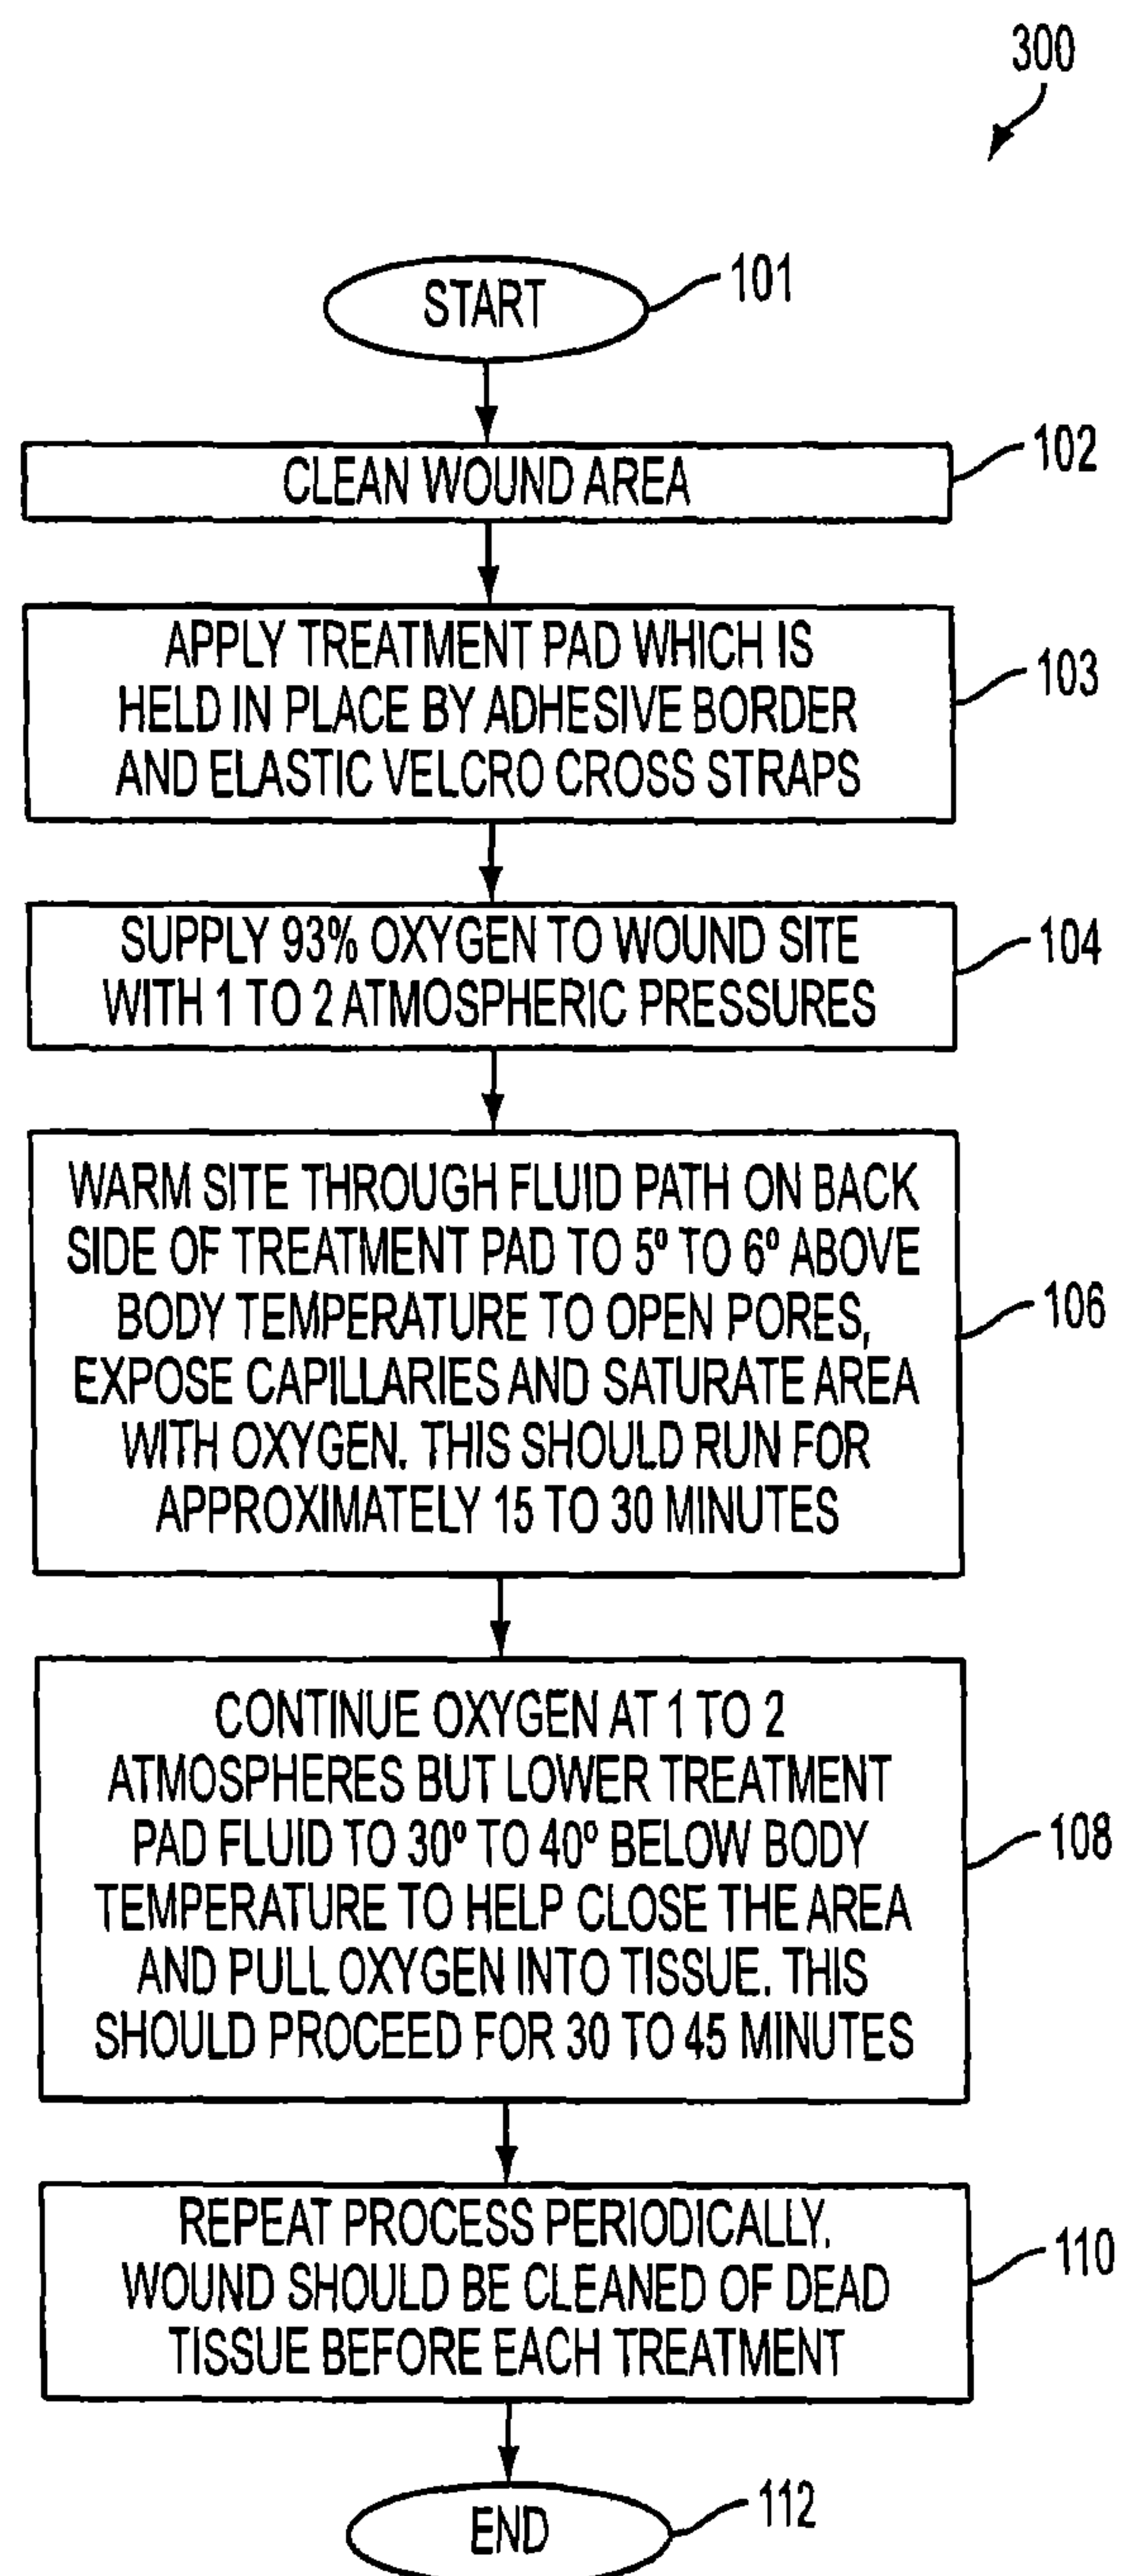 300
START
101
CLEAN WOUND AREA
102
APPLY TREATMENT PAD WHICH IS
HELD IN PLACE BY ADHESIVE BORDER
AND ELASTIC VELCRO CROSS STRAPS
103
SUPPLY 93% OXYGEN TO WOUND SITE
WITH 1 TO 2 ATMOSPHERIC PRESSURES
104
WARM SITE THROUGH FLUID PATH ON BACK
SIDE OF TREATMENT PAD TO 5º TO 6º ABOVE
BODY TEMPERATURE TO OPEN PORES,
EXPOSE CAPILLARIES AND SATURATE AREA
WITH OXYGEN. THIS SHOULD RUN FOR
APPROXIMATELY 15 TO 30 MINUTES
106
CONTINUE OXYGEN AT 1 TO 2
ATMOSPHERES BUT LOWER TREATMENT
PAD FLUID TO 30º TO 40º BELOW BODY
TEMPERATURE TO HELP CLOSE THE AREA
AND PULL OXYGEN INTO TISSUE. THIS
SHOULD PROCEED FOR 30 TO 45 MINUTES
108
REPEAT PROCESS PERIODICALLY.
WOUND SHOULD BE CLEANED OF DEAD
TISSUE BEFORE EACH TREATMENT
110
END
112